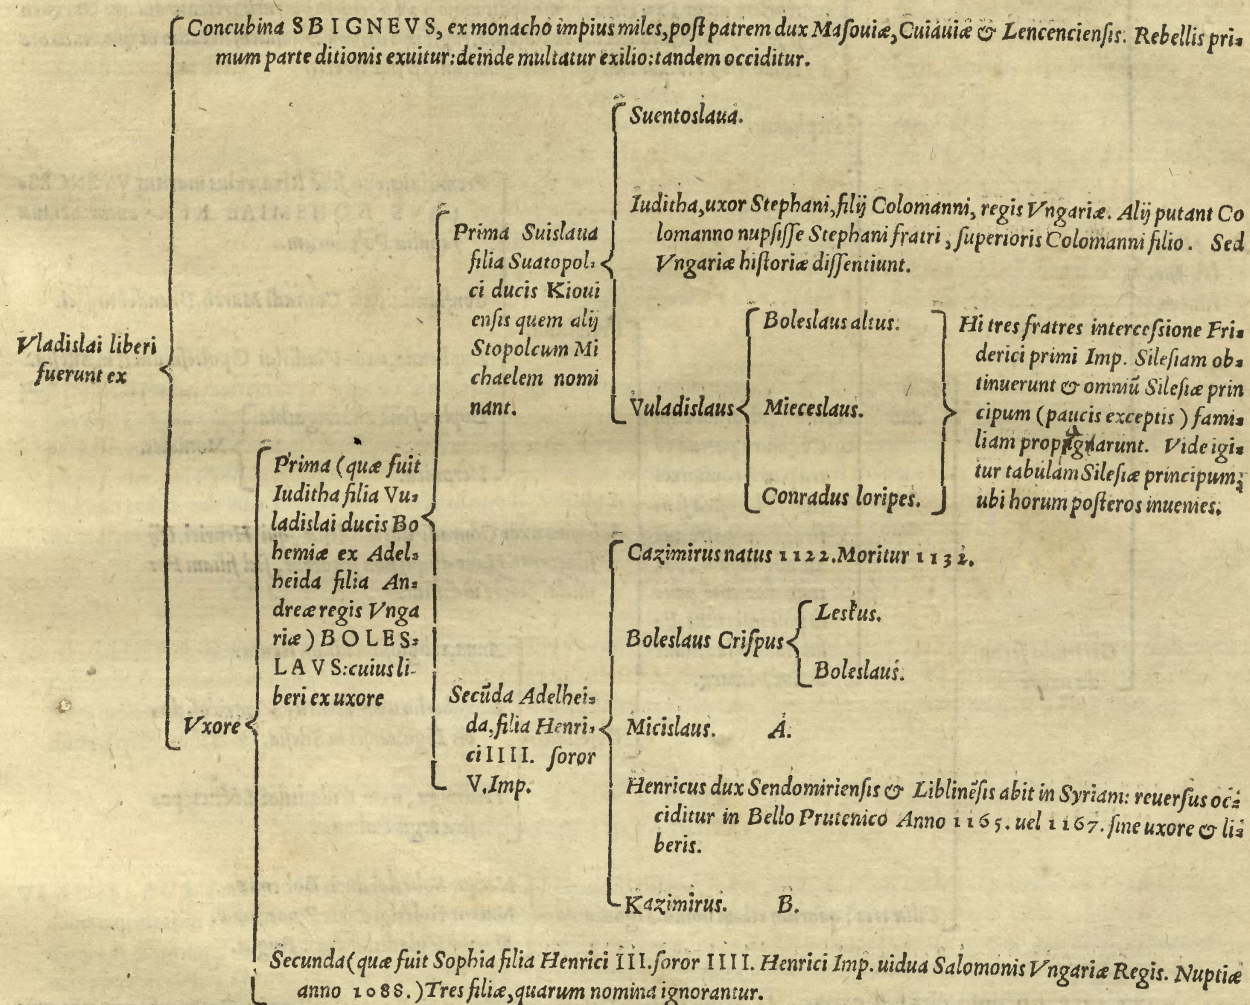 Concubina SBIGNEVS, ex monacho impius miles, poſt patrem dux Maſouiæ, Cuiauiæ & Lencencienſis. Rebellis pri⸗
mum parte ditionis exuitur: deinde multatur exilio: tandem occiditur.
Vladislai liberi
fuerunt ex
Vxore
Prima (quæ fuit
Iuditha filia Vu⸗
ladislai ducis Bo
hemiæ ex Adel⸗
heida filia An⸗
dreæ regis Vnga
riæ) BOLES⸗
LAVS: cuius li-
beri ex uxore
Prima Suislaua
filia Suatopol⸗
ci ducis Kioui
enſis quem alij
Stopolcum Mi
chaelem nomi
nant.
Suentoslaua.
Iuditha, uxor Stephani, filij Colomanni, regis Vngariæ. Alij putant Co
lomanno nupſiſſe Stephani fratri, ſuperioris Colomanni filio. Sed
Vngariæ hiſtoriæ diſſentiunt.
Vuladislaus
Boleslaus altus.
Mieceslaus.
Conradus loripes.
Hi tres fratres interceſsione Fri⸗
derici primi Imp. Sileſiam ob⸗
tinuerunt & omniū Sileſiæ prin
cipum (paucis exceptis) fami⸗
liam propagarunt. Vide igi⸗
tur tabulam Sileſiæ principum,
ubi horum poſteros inuenies.
Secūda Adelhei⸗
da, filia Henri⸗
ci IIII. ſoror
V. Imp.
Cazimirus natus 1122. Moritur 1132.
Boleslaus Criſpus
Lestus.
Boleslaus.
Micislaus. A.
Henricus dux Sendomirienſis & Liblinēſis abit in Syriam: reuerſus oc⸗
ciditur in Bello Prutenico Anno 1165. uel 1167. ſine uxore & li⸗
beris.
Kazimirus. B.
Secunda (quæ fuit Sophia filia Henrici III. ſoror IIII. Henrici Imp. uidua Salomonis Vngariæ Regis. Nuptiæ
anno 1088.) Tres filiæ, quarum nomina ignorantur.